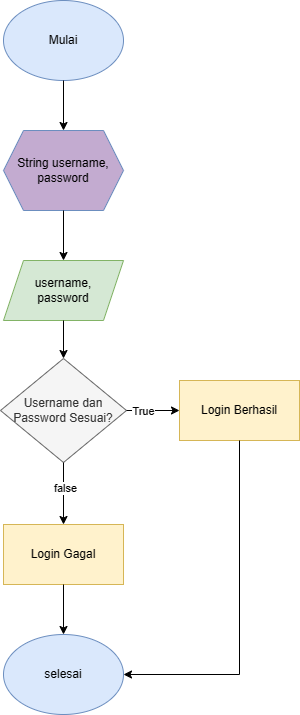 Mulai
String username,
password
username,
password
Username dan
Password Sesuai?
True
Login Berhasil
false
Login Gagal
selesai